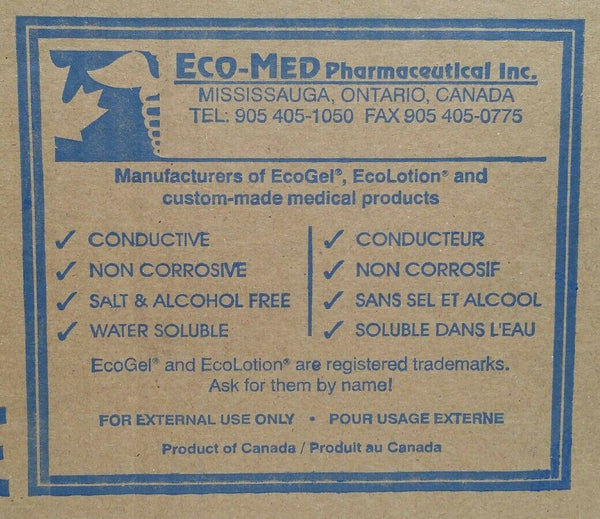 ECO-MED Pharmaceutical Inc.
MISSISSAUGA, ONTARIO, CANADA
TEL: 905 405-1050 FAX 905 405-0775
Manufacturers of EcoGel®, EcoLotion® and
custom-made medical products
✓ CONDUCTIVE
✓ NON CORROSIVE
✓ SALT & ALCOHOL FREE
✓ WATER SOLUBLE
✓ CONDUCTEUR
✓ NON CORROSIF
✓ SANS SEL ET ALCOOL
✓ SOLUBLE DANS L'EAU
EcoGel® and EcoLotion® are registered trademarks.
Ask for them by name!
FOR EXTERNAL USE ONLY • POUR USAGE EXTERNE
Product of Canada / Produit au Canada